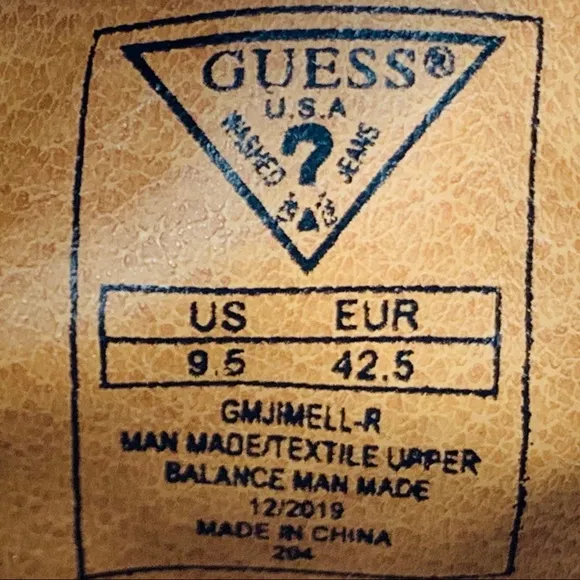 GUESS®
U.S.A
WASHED ? JEANS
US EUR
9.5 42.5
GMJIMELL-R
MAN MADE/TEXTILE UPPER
BALANCE MAN MADE
12/2019
MADE IN CHINA
204